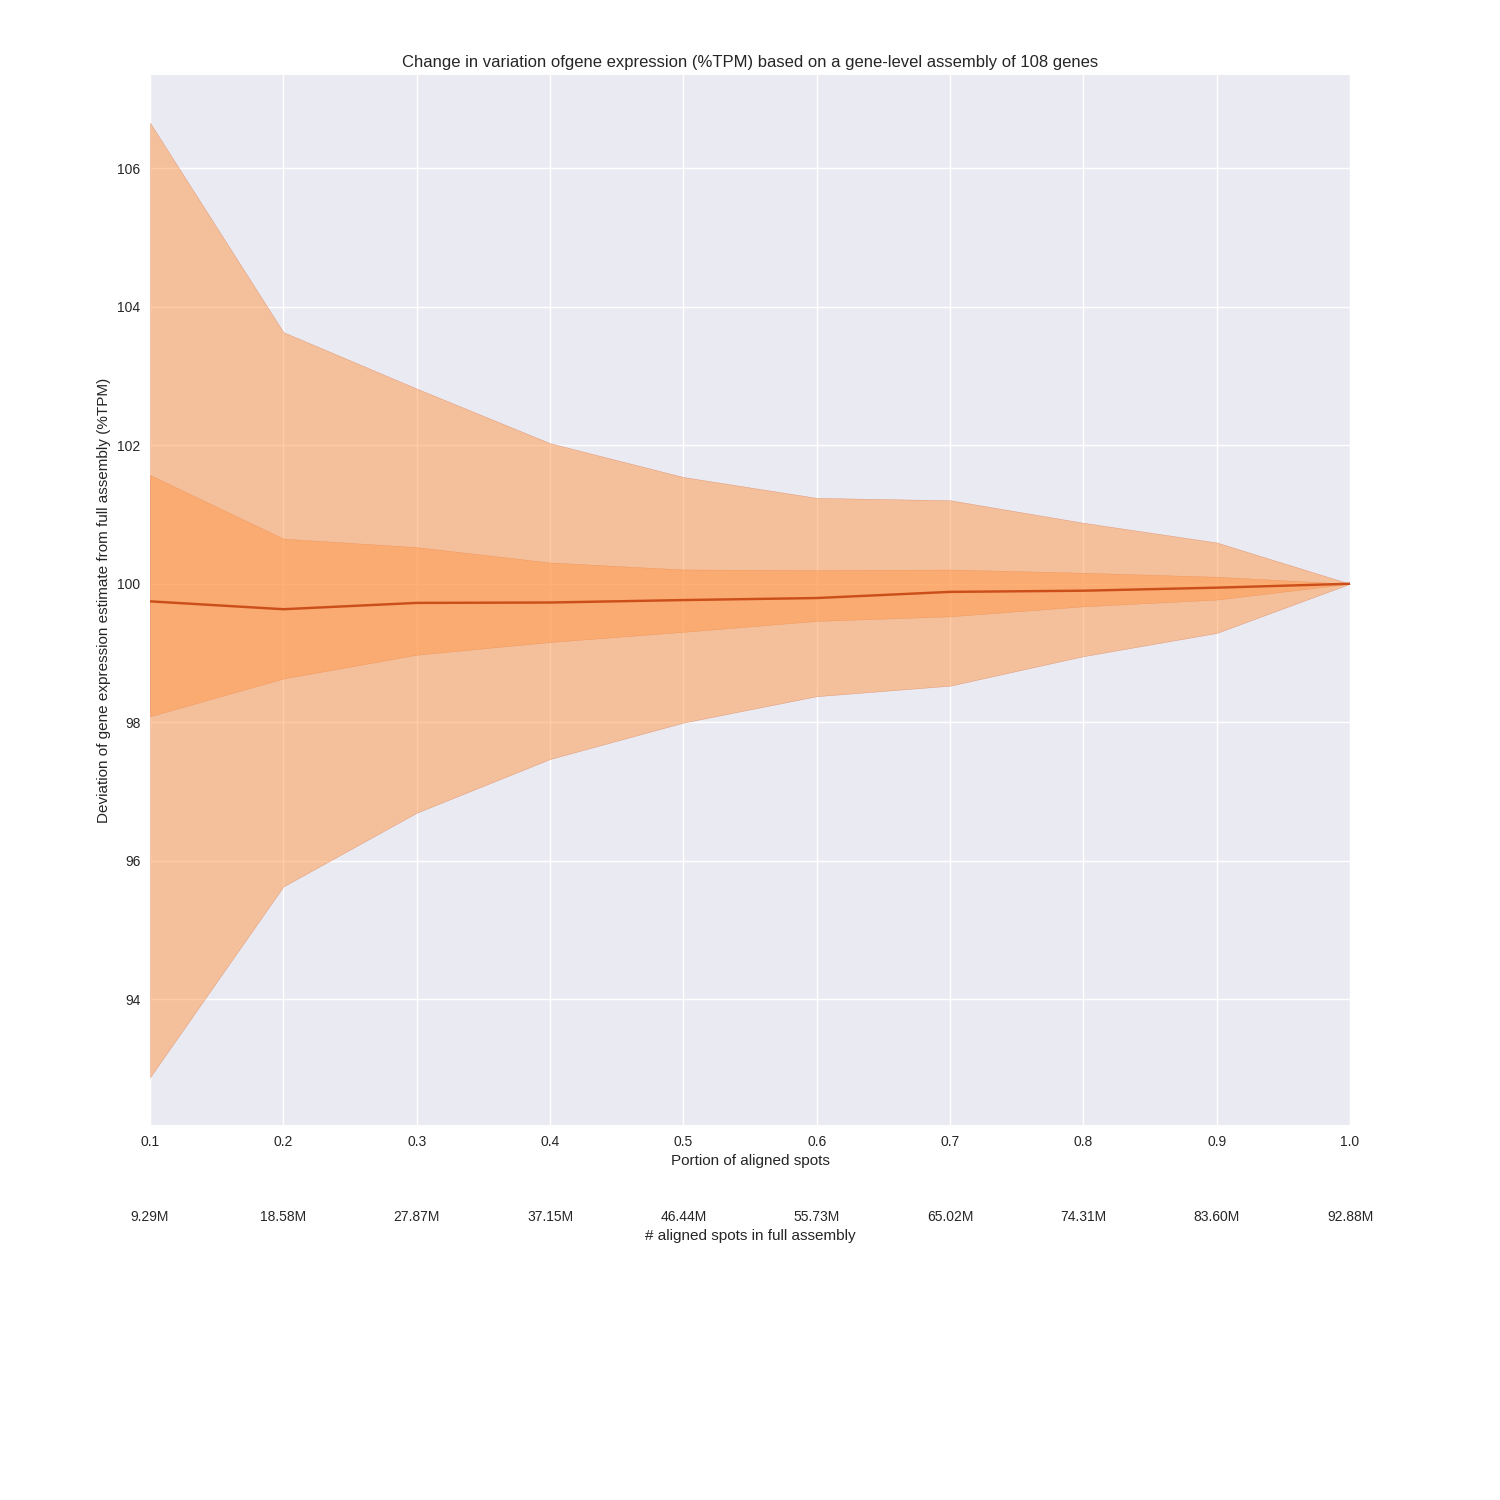 Change in variation ofgene expression (%TPM) based on a gene-level assembly of 108 genes
Deviation of gene expression estimate from full assembly (%TPM)
106
104
102
100
98
96
94
0.1 0.2 0.3 0.4 0.5 0.6 0.7 0.8 0.9 1.0
Portion of aligned spots
9.29M 18.58M 27.87M 37.15M 46.44M 55.73M 65.02M 74.31M 83.60M 92.88M
# aligned spots in full assembly